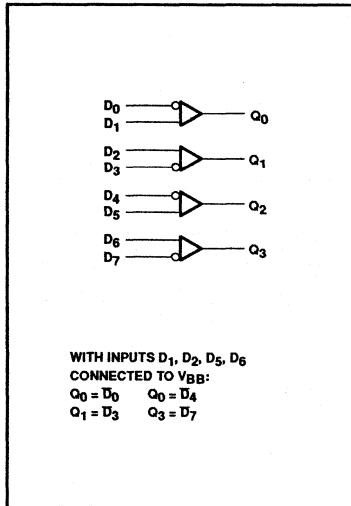 D0
D1
Q0
D2
D3
Q1
D4
D5
Q2
D6
D7
Q3
WITH INPUTS D1, D2, D5, D6
CONNECTED TO VBB:
Q0 = D̅0 Q0 = D̅4
Q1 = D̅3 Q3 = D̅7